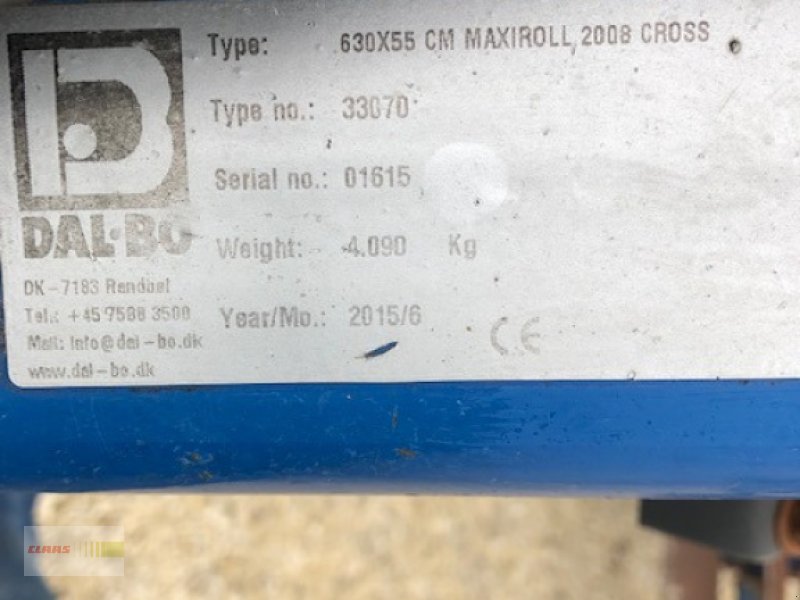 Type: 630X55 CM MAXIROLL, 2008 CROSS
Type no.: 33070
Serial no.: 01615
Weight: 4.090 Kg
Year/Mo.: 2015/6
CE
DAL-BO
DK-7183 Randbøl
Tel.: +45 7588 3500
Mail: info@dal-bo.dk
www.dal-bo.dk
CLAAS